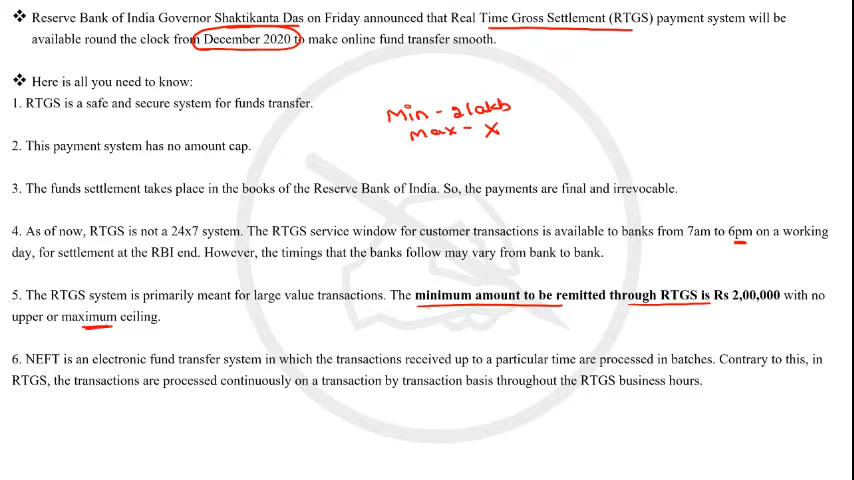 ❖ Reserve Bank of India Governor Shaktikanta Das on Friday announced that Real Time Gross Settlement (RTGS) payment system will be
available round the clock from December 2020 to make online fund transfer smooth.
❖ Here is all you need to know:
1. RTGS is a safe and secure system for funds transfer.
Min - 2 lakh
Max - X
2. This payment system has no amount cap.
3. The funds settlement takes place in the books of the Reserve Bank of India. So, the payments are final and irrevocable.
4. As of now, RTGS is not a 24x7 system. The RTGS service window for customer transactions is available to banks from 7am to 6pm on a working
day, for settlement at the RBI end. However, the timings that the banks follow may vary from bank to bank.
5. The RTGS system is primarily meant for large value transactions. The minimum amount to be remitted through RTGS is Rs 2,00,000 with no
upper or maximum ceiling.
6. NEFT is an electronic fund transfer system in which the transactions received up to a particular time are processed in batches. Contrary to this, in
RTGS, the transactions are processed continuously on a transaction by transaction basis throughout the RTGS business hours.